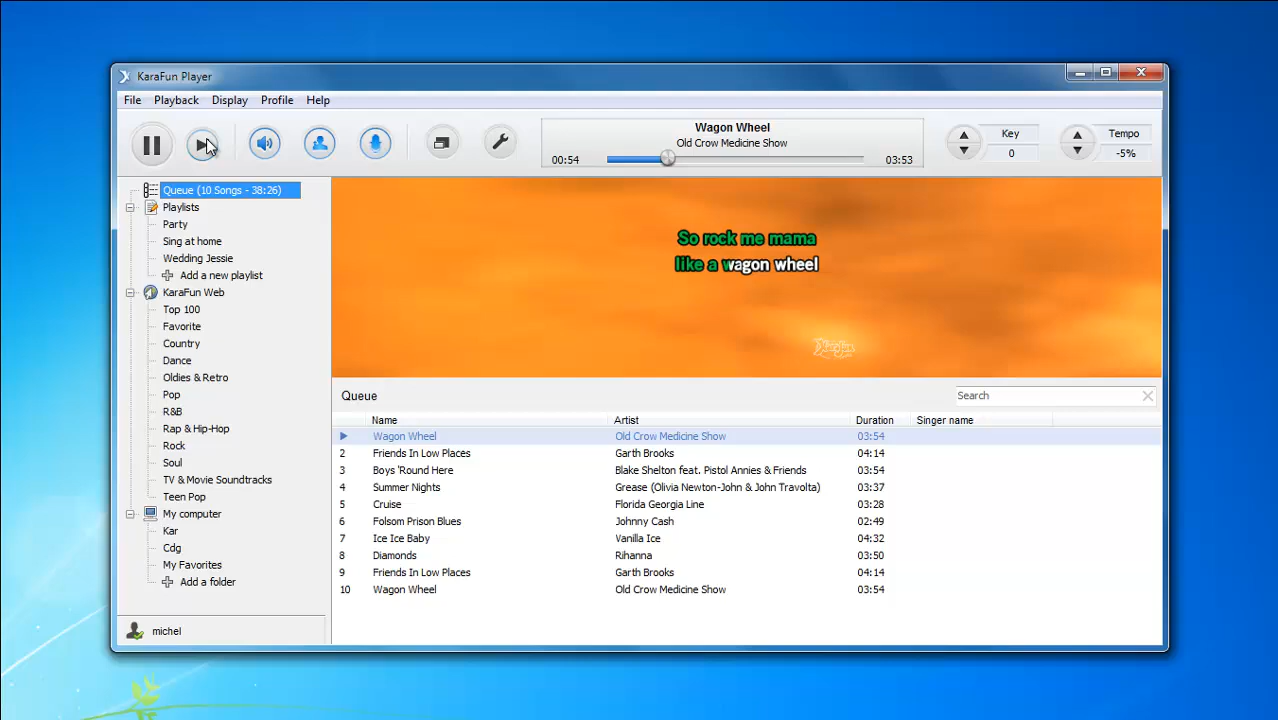 KaraFun Player
File Playback Display Profile Help
Wagon Wheel
Old Crow Medicine Show
00:54 03:53
Key
0
Tempo
-5%
Queue (10 Songs - 38:26)
Playlists
Party
Sing at home
Wedding Jessie
Add a new playlist
KaraFun Web
Top 100
Favorite
Country
Dance
Oldies & Retro
Pop
R&B
Rap & Hip-Hop
Rock
Soul
TV & Movie Soundtracks
Teen Pop
My computer
Kar
Cdg
My Favorites
Add a folder
michel
So rock me mama
like a wagon wheel
KaraFun
Queue Search
Name Artist Duration Singer name
Wagon Wheel Old Crow Medicine Show 03:54
2 Friends In Low Places Garth Brooks 04:14
3 Boys 'Round Here Blake Shelton feat. Pistol Annies & Friends 03:54
4 Summer Nights Grease (Olivia Newton-John & John Travolta) 03:37
5 Cruise Florida Georgia Line 03:28
6 Folsom Prison Blues Johnny Cash 02:49
7 Ice Ice Baby Vanilla Ice 04:32
8 Diamonds Rihanna 03:50
9 Friends In Low Places Garth Brooks 04:14
10 Wagon Wheel Old Crow Medicine Show 03:54